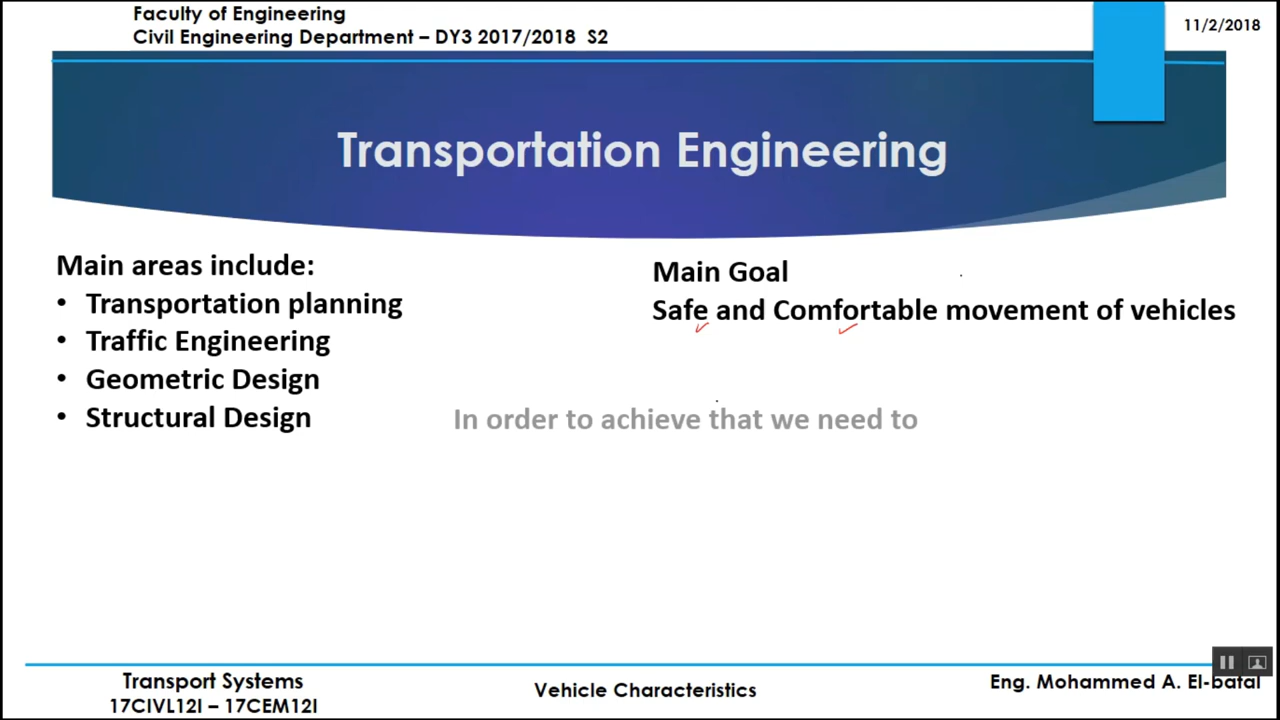 Faculty of Engineering
Civil Engineering Department – DY3 2017/2018 S2
11/2/2018
Transportation Engineering
Main areas include:
• Transportation planning
• Traffic Engineering
• Geometric Design
• Structural Design
Main Goal
Safe and Comfortable movement of vehicles
In order to achieve that we need to
Transport Systems
17CIVL12I – 17CEM12I
Vehicle Characteristics
Eng. Mohammed A. El-batal